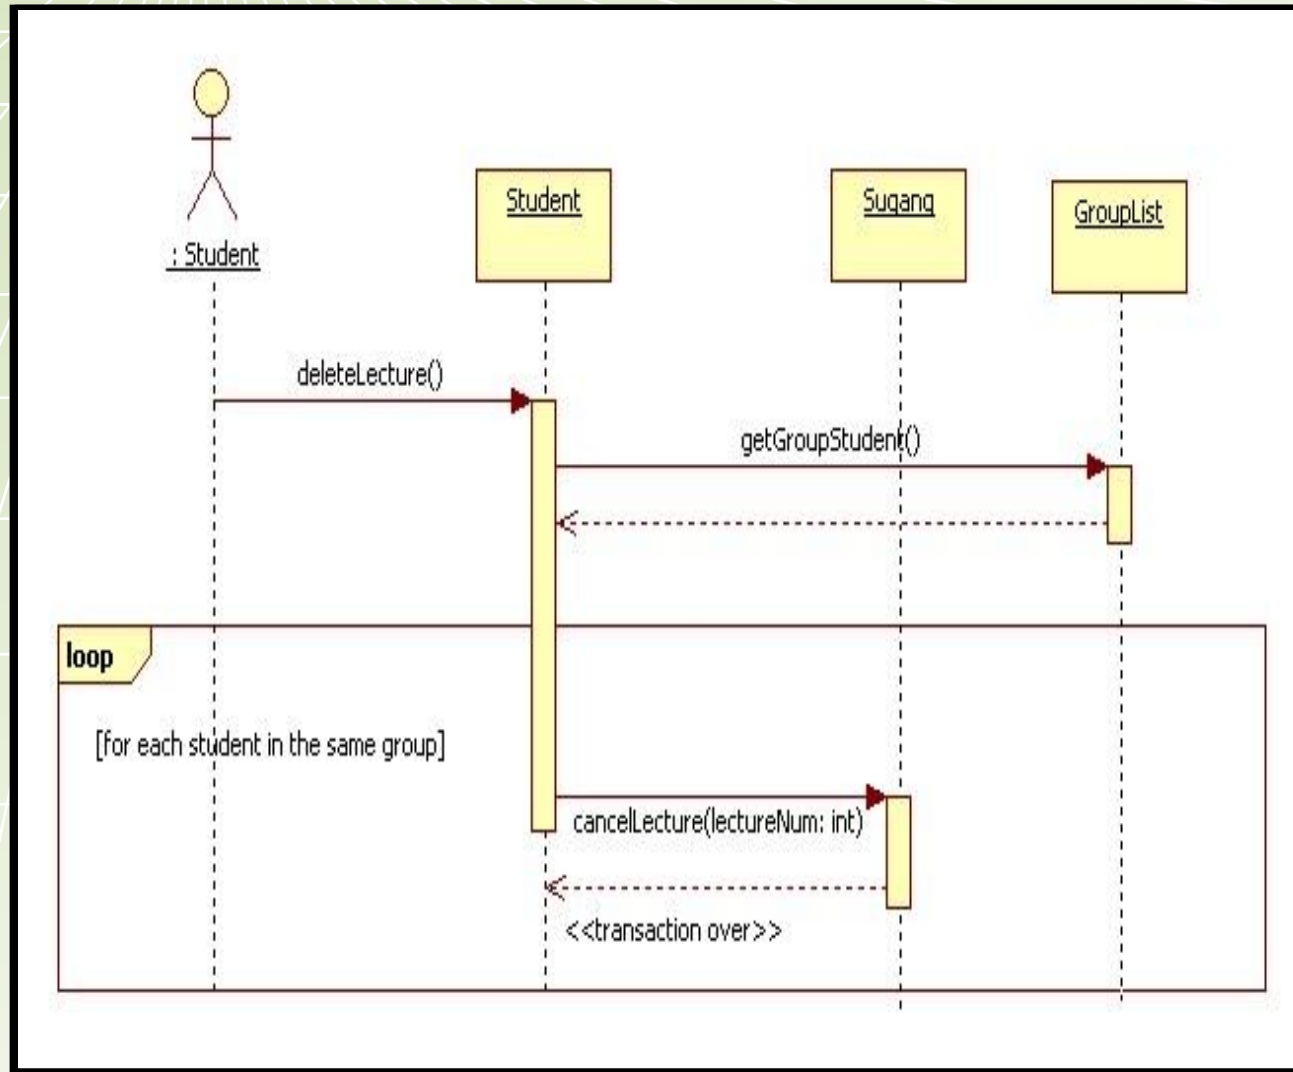 Student
Sugang
GroupList
: Student
deleteLecture()
getGroupStudent()
loop
[for each student in the same group]
cancelLecture(lectureNum: int)
<<transaction over>>